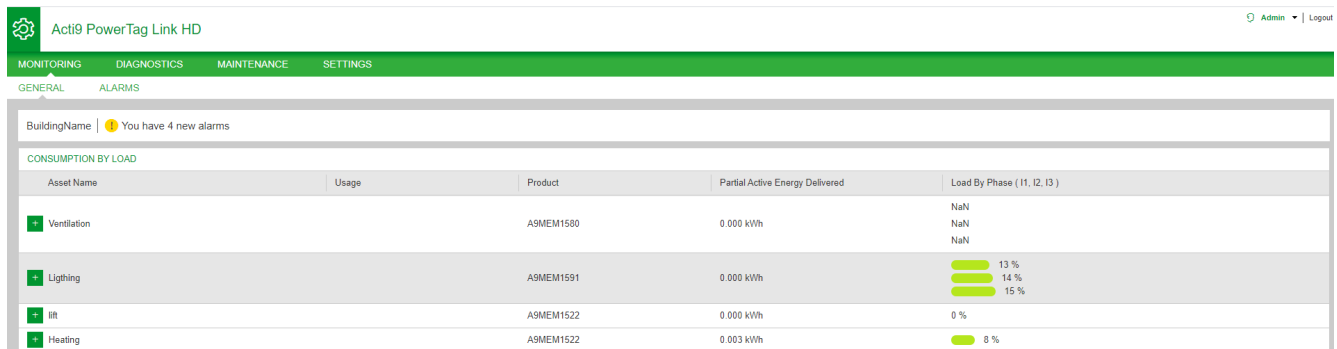 Acti9 PowerTag Link HD
Admin | Logout
MONITORING DIAGNOSTICS MAINTENANCE SETTINGS
GENERAL ALARMS
BuildingName | ! You have 4 new alarms
CONSUMPTION BY LOAD
Asset Name Usage Product Partial Active Energy Delivered Load By Phase ( I1, I2, I3 )
NaN
+ Ventilation A9MEM1580 0.000 kWh NaN
NaN
13 %
+ Ligthing A9MEM1591 0.000 kWh 14 %
15 %
+ lift A9MEM1522 0.000 kWh 0 %
+ Heating A9MEM1522 0.003 kWh 8 %